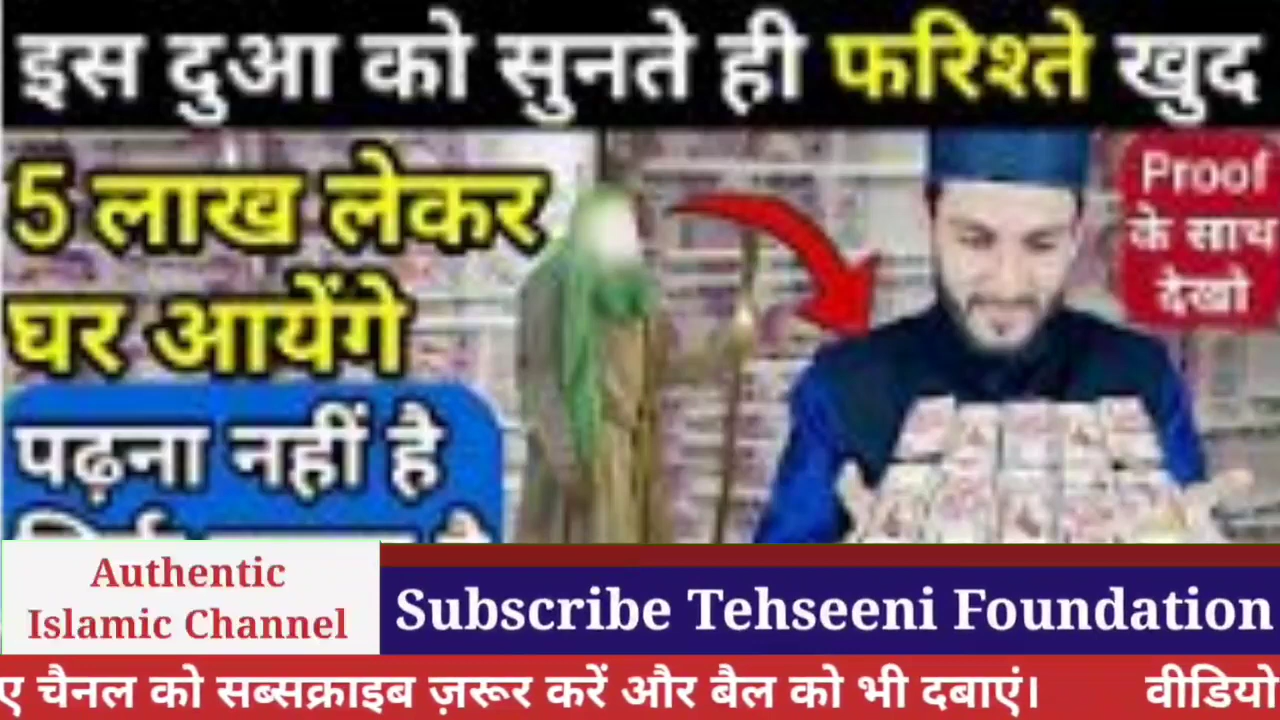 इस दुआ को सुनते ही फरिश्ते खुद
5 लाख लेकर
घर आयेंगे
Proof
के साथ
देखो
पढ़ना नहीं है
Authentic
Islamic Channel
Subscribe Tehseeni Foundation
ए चैनल को सब्सक्राइब ज़रूर करें और बैल को भी दबाएं। वीडियो